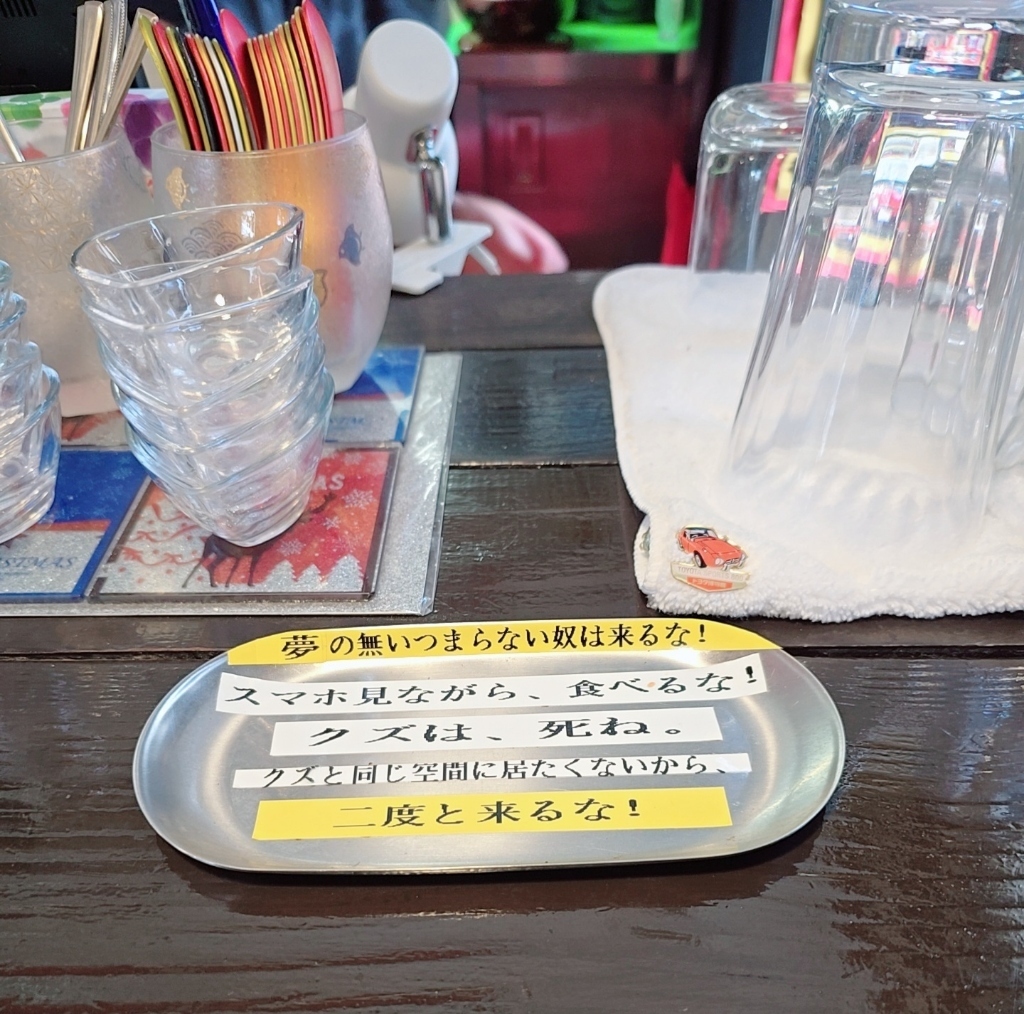 夢の無いつまらない奴は来るな!
スマホ見ながら、食べるな!
クズは、死ね。
クズと同じ空間に居たくないから、
二度と来るな!